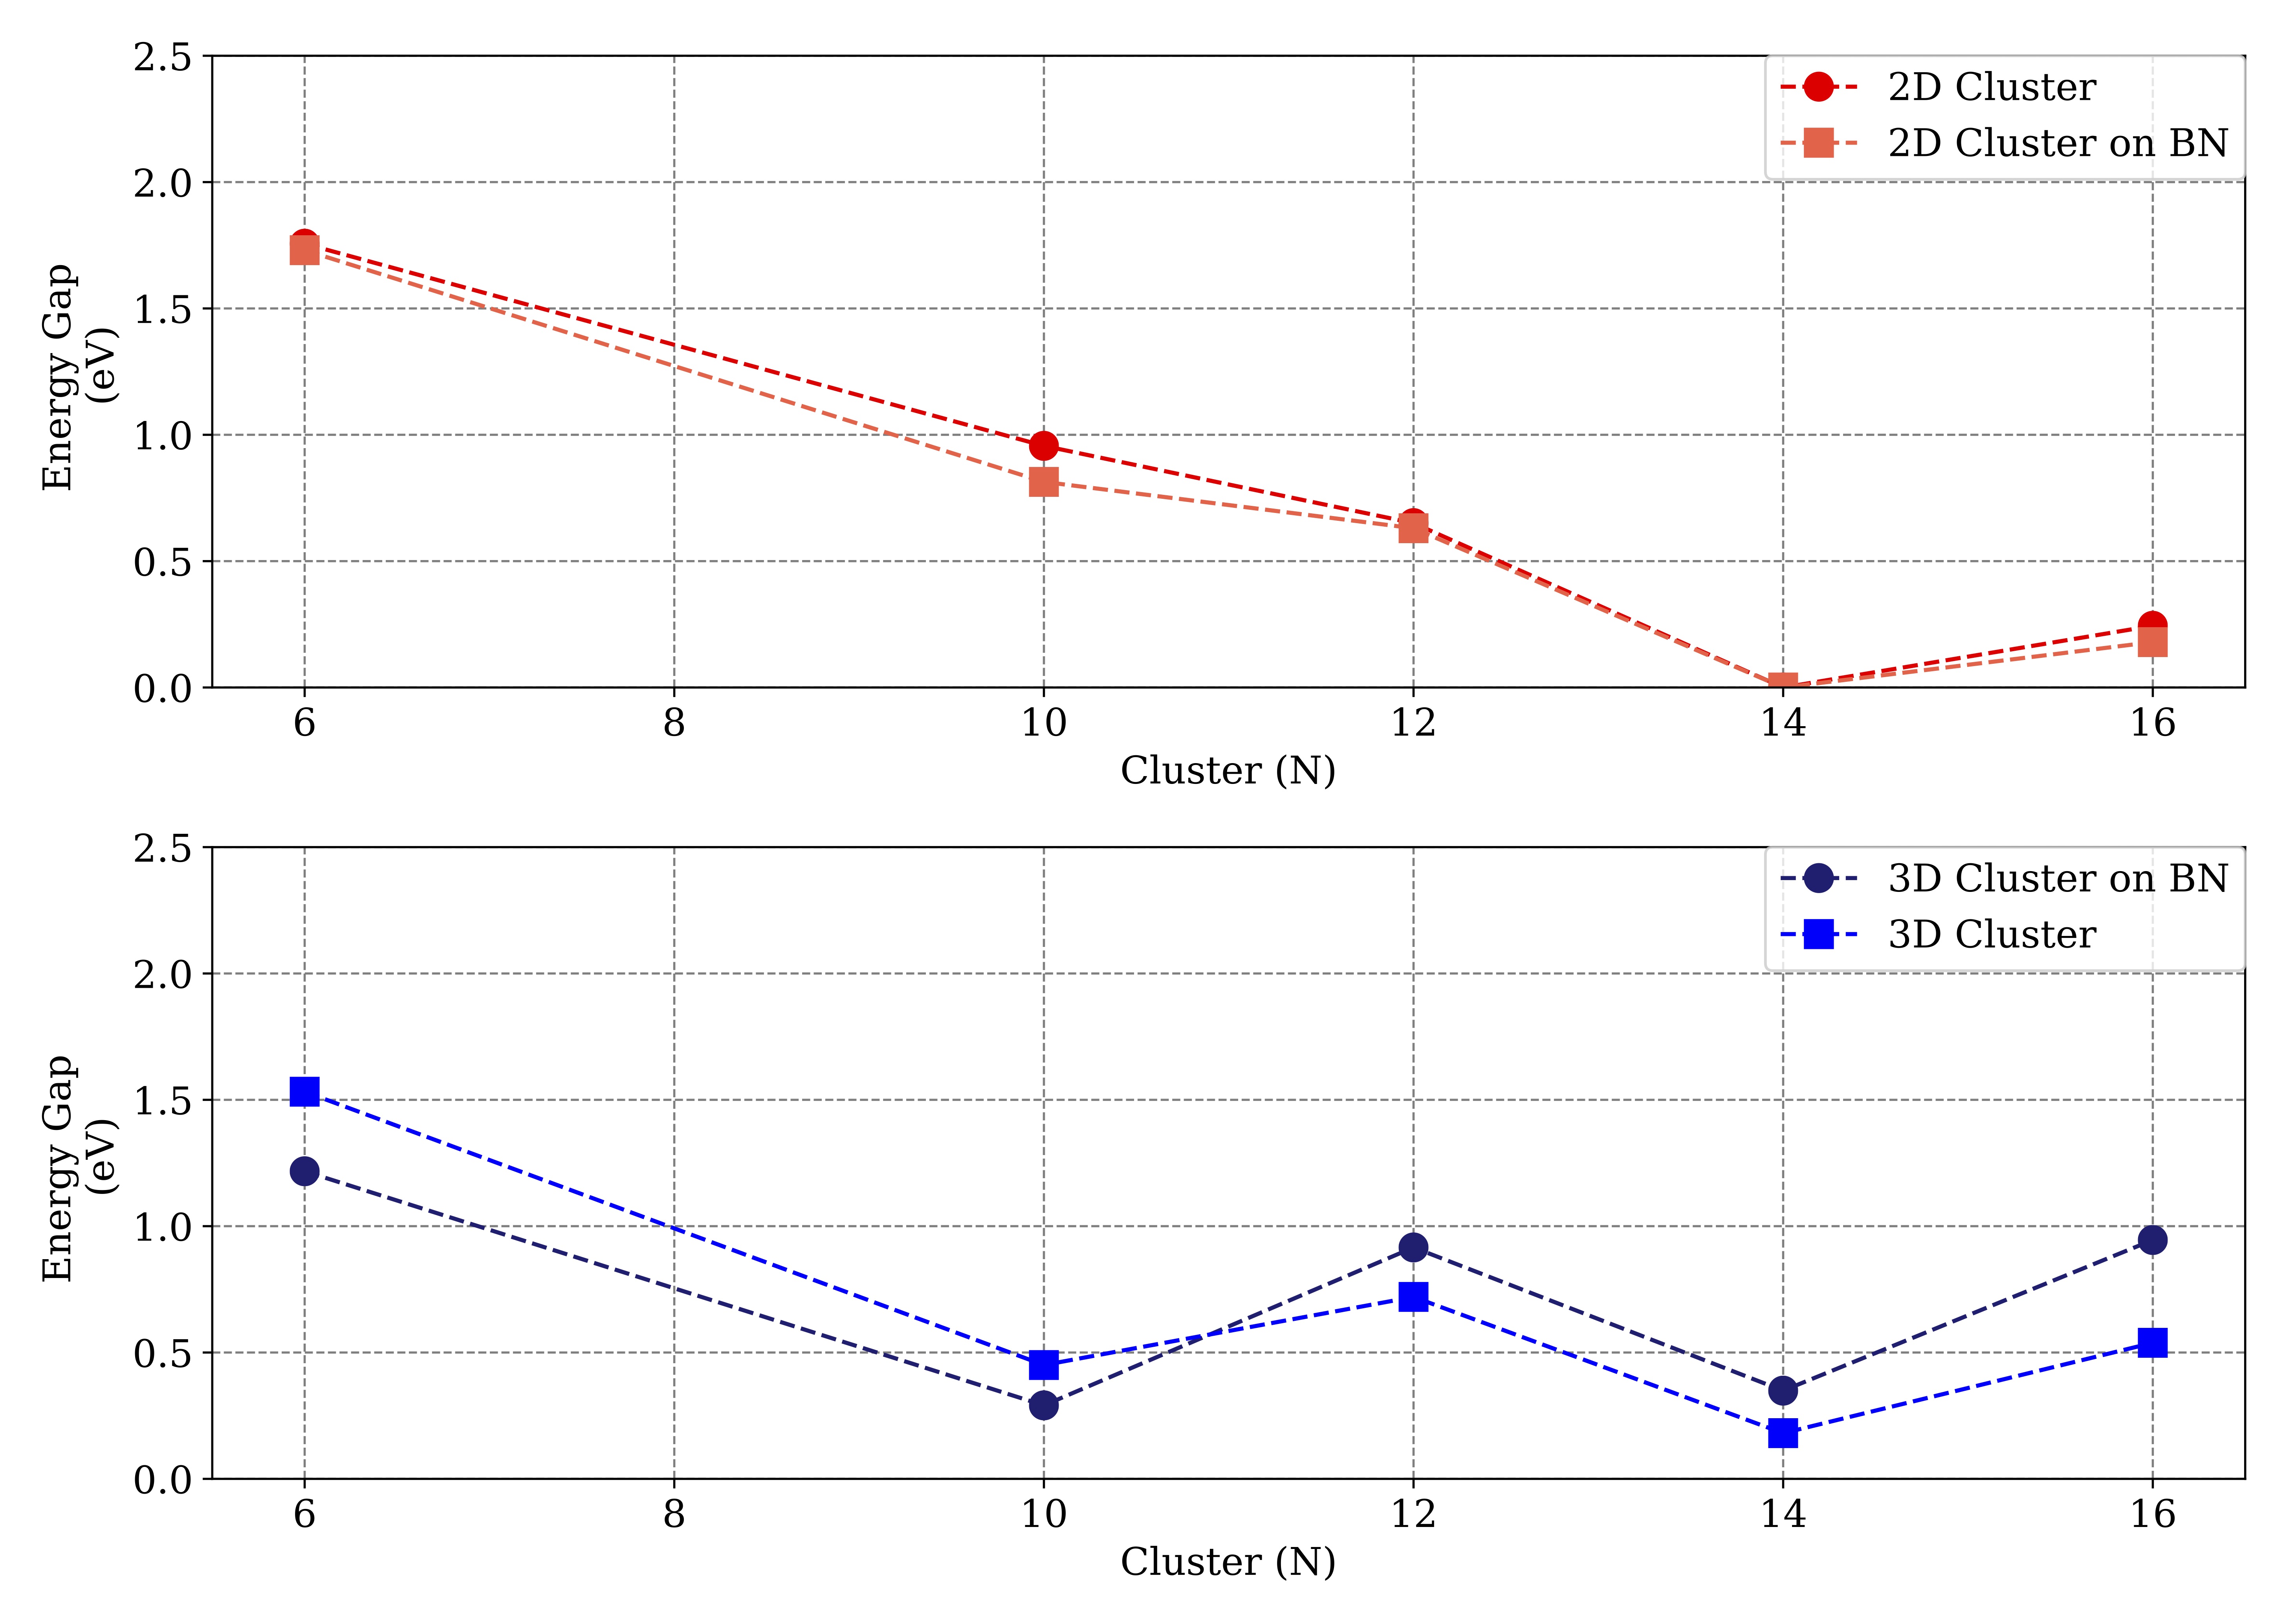 2.5
2.0
1.5
1.0
0.5
0.0
Energy Gap
(eV)
6 8 10 12 14 16
Cluster (N)
2D Cluster
2D Cluster on BN
2.5
2.0
1.5
1.0
0.5
0.0
Energy Gap
(eV)
6 8 10 12 14 16
Cluster (N)
3D Cluster on BN
3D Cluster